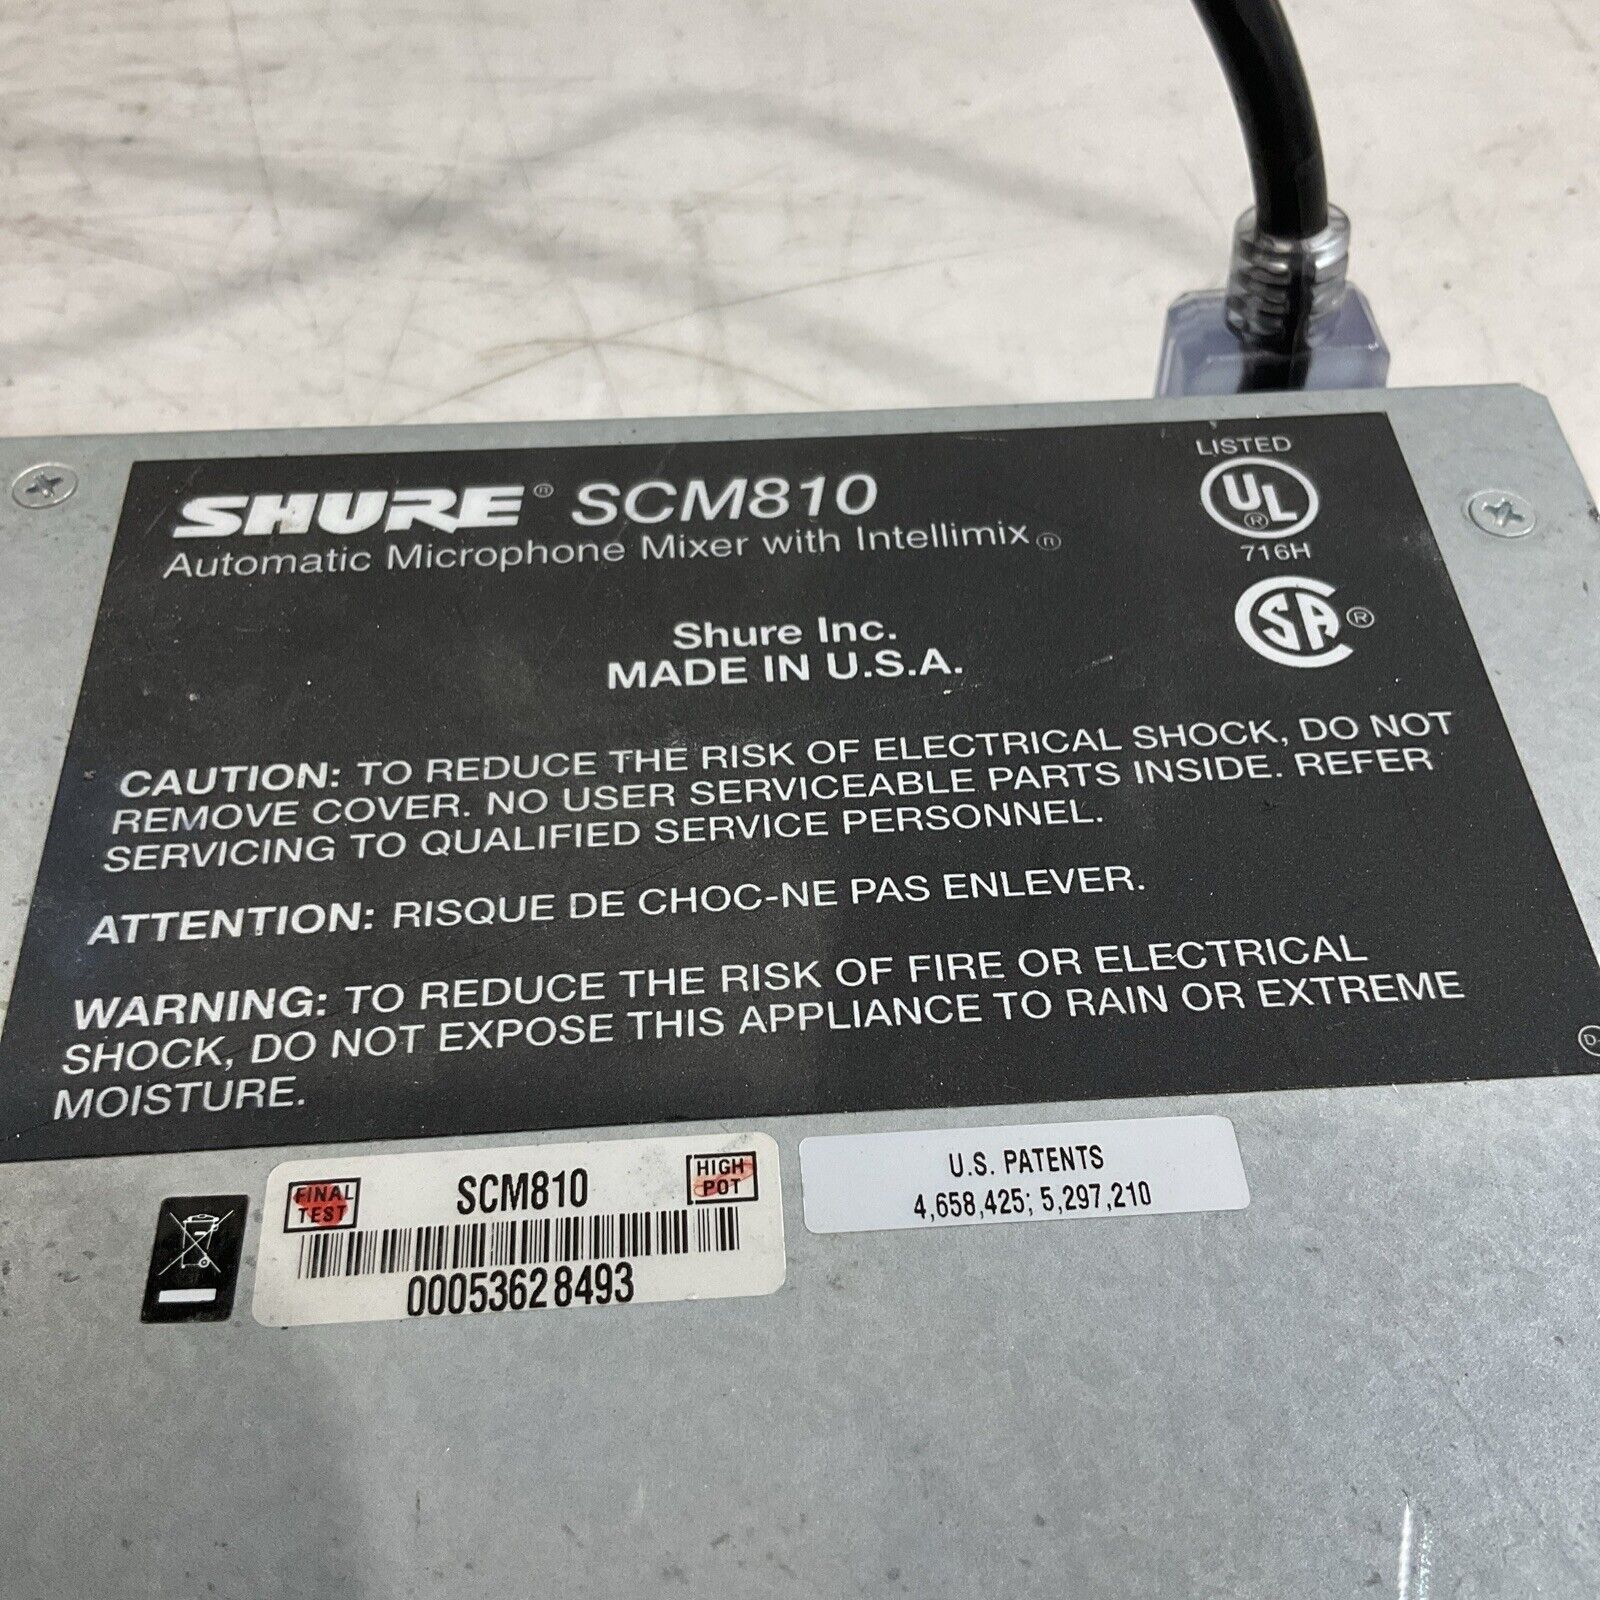 SHURE® SCM810
Automatic Microphone Mixer with Intellimix®
LISTED
UL®
716H
CSA®
Shure Inc.
MADE IN U.S.A.
CAUTION: TO REDUCE THE RISK OF ELECTRICAL SHOCK, DO NOT
REMOVE COVER. NO USER SERVICEABLE PARTS INSIDE. REFER
SERVICING TO QUALIFIED SERVICE PERSONNEL.
ATTENTION: RISQUE DE CHOC-NE PAS ENLEVER.
WARNING: TO REDUCE THE RISK OF FIRE OR ELECTRICAL
SHOCK, DO NOT EXPOSE THIS APPLIANCE TO RAIN OR EXTREME
MOISTURE.
FINAL
TEST
SCM810
HIGH
POT
00053628493
U.S. PATENTS
4,658,425; 5,297,210